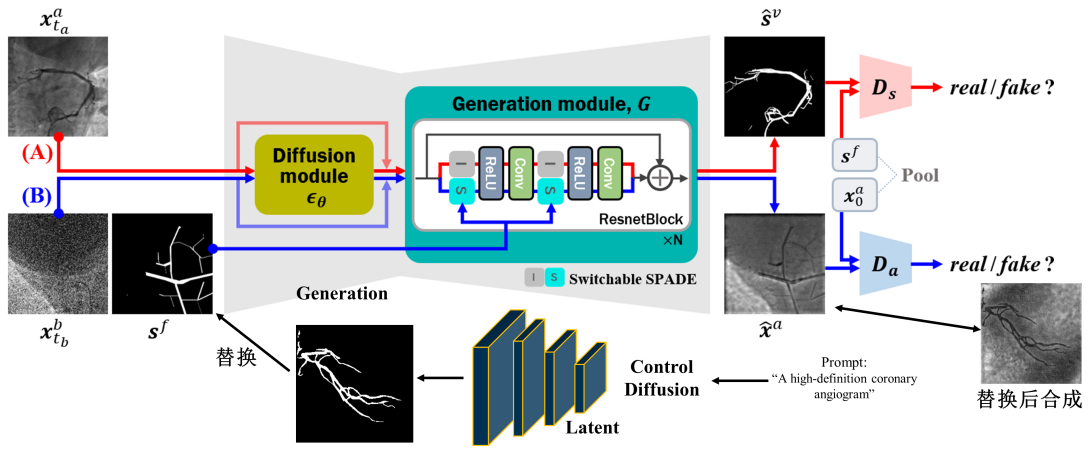 x^a_{t_a}
ŝ^v
(A)
(B)
Diffusion
module
ϵ_θ
Generation module, G
I
ReLU
Conv
I
ReLU
Conv
S
S
ResnetBlock
×N
I
S
Switchable SPADE
D_s
real / fake ?
s^f
Pool
x^a_0
D_a
real / fake ?
x^b_{t_b}
s^f
x̂^a
Generation
替换
Control
Diffusion
Latent
Prompt:
“A high-definition coronary
angiogram”
替换后合成